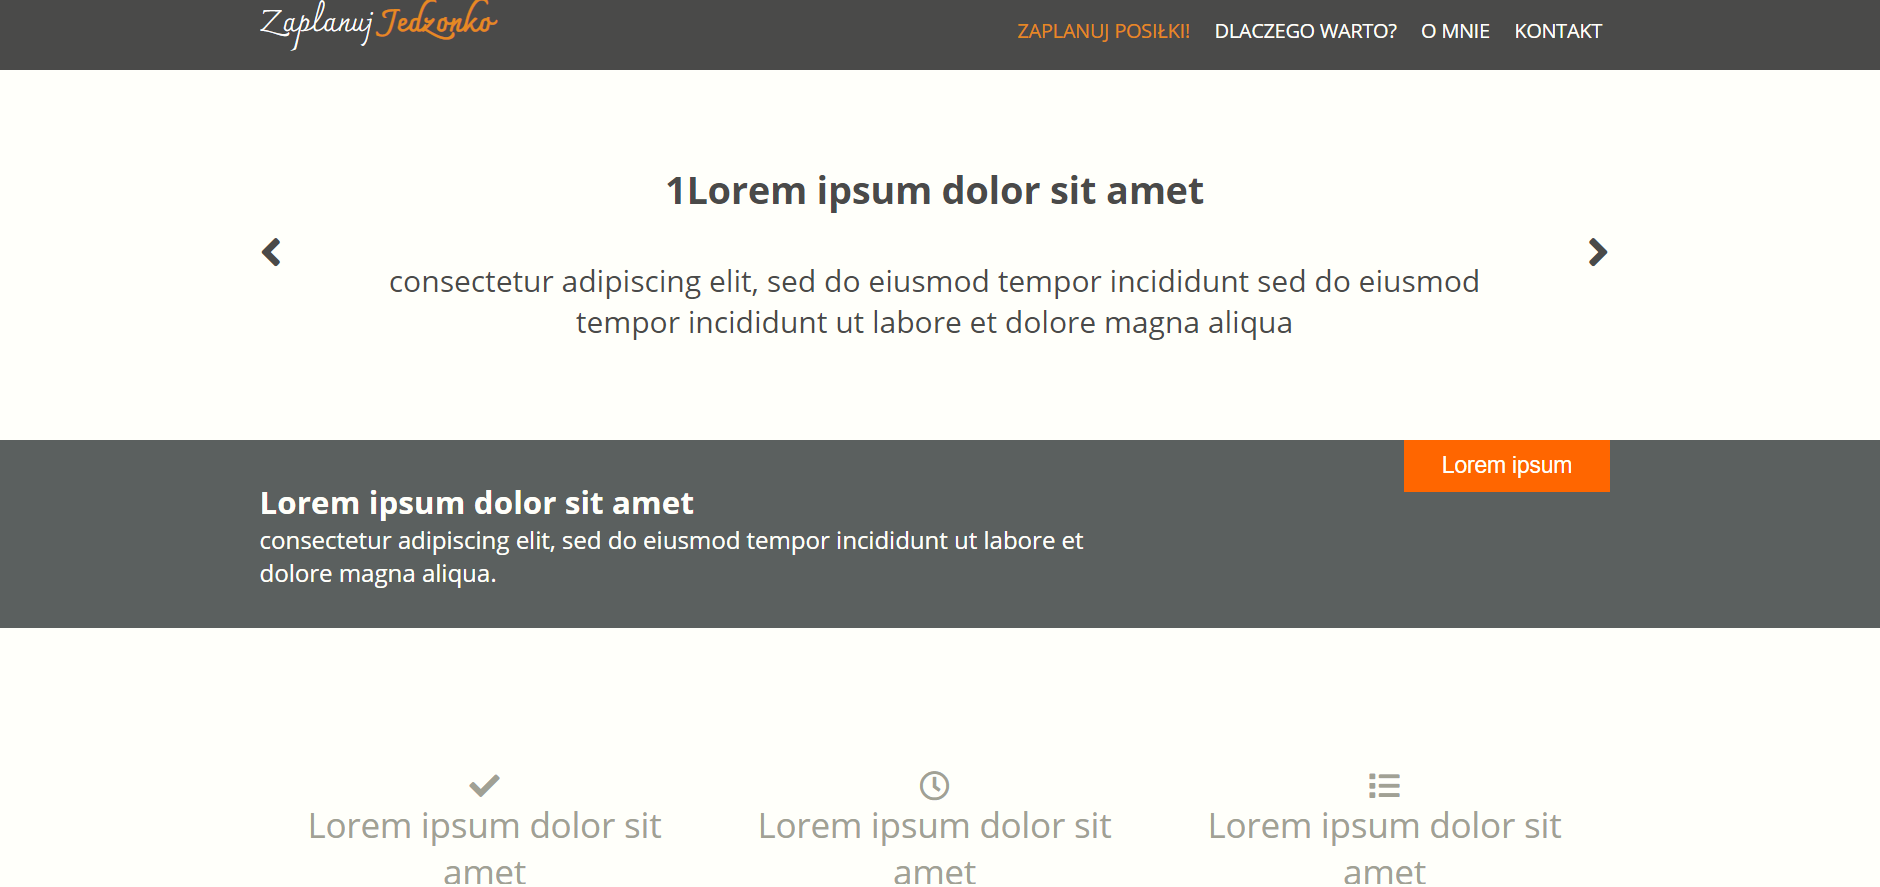 Zaplanuj Jedzonko
ZAPLANUJ POSIŁKI! DLACZEGO WARTO? O MNIE KONTAKT
1Lorem ipsum dolor sit amet
consectetur adipiscing elit, sed do eiusmod tempor incididunt sed do eiusmod
tempor incididunt ut labore et dolore magna aliqua
Lorem ipsum
Lorem ipsum dolor sit amet
consectetur adipiscing elit, sed do eiusmod tempor incididunt ut labore et
dolore magna aliqua.
Lorem ipsum dolor sit
amet
Lorem ipsum dolor sit
amet
Lorem ipsum dolor sit
amet